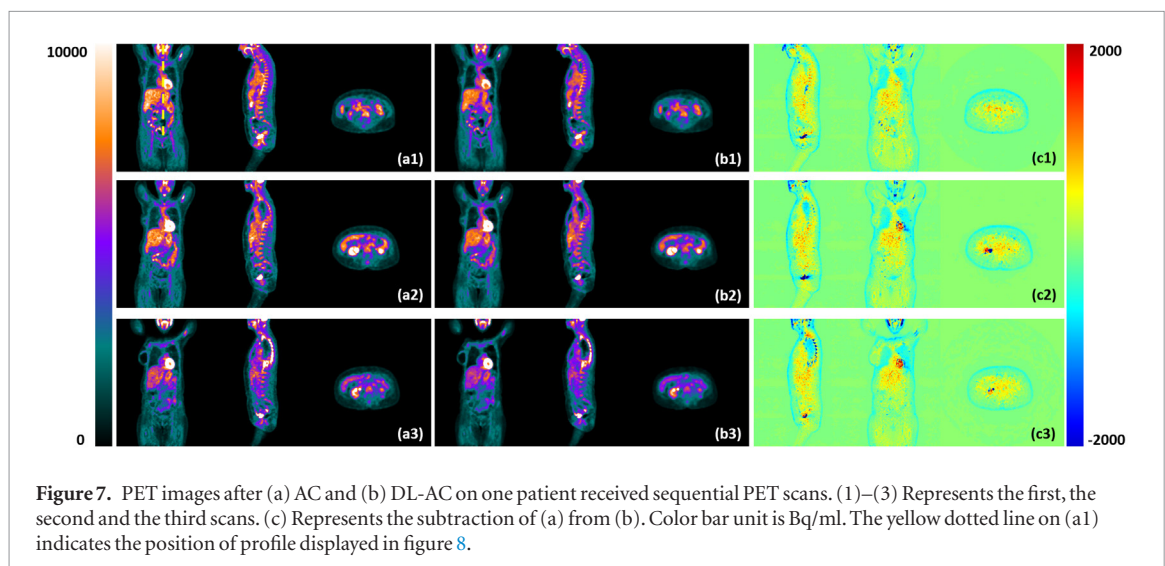 10000
2000
(a1)
(b1)
(c1)
(a2)
(b2)
(c2)
(a3)
(b3)
(c3)
0
-2000
Figure 7. PET images after (a) AC and (b) DL-AC on one patient received sequential PET scans. (1)–(3) Represents the first, the
second and the third scans. (c) Represents the subtraction of (a) from (b). Color bar unit is Bq/ml. The yellow dotted line on (a1)
indicates the position of profile displayed in figure 8.